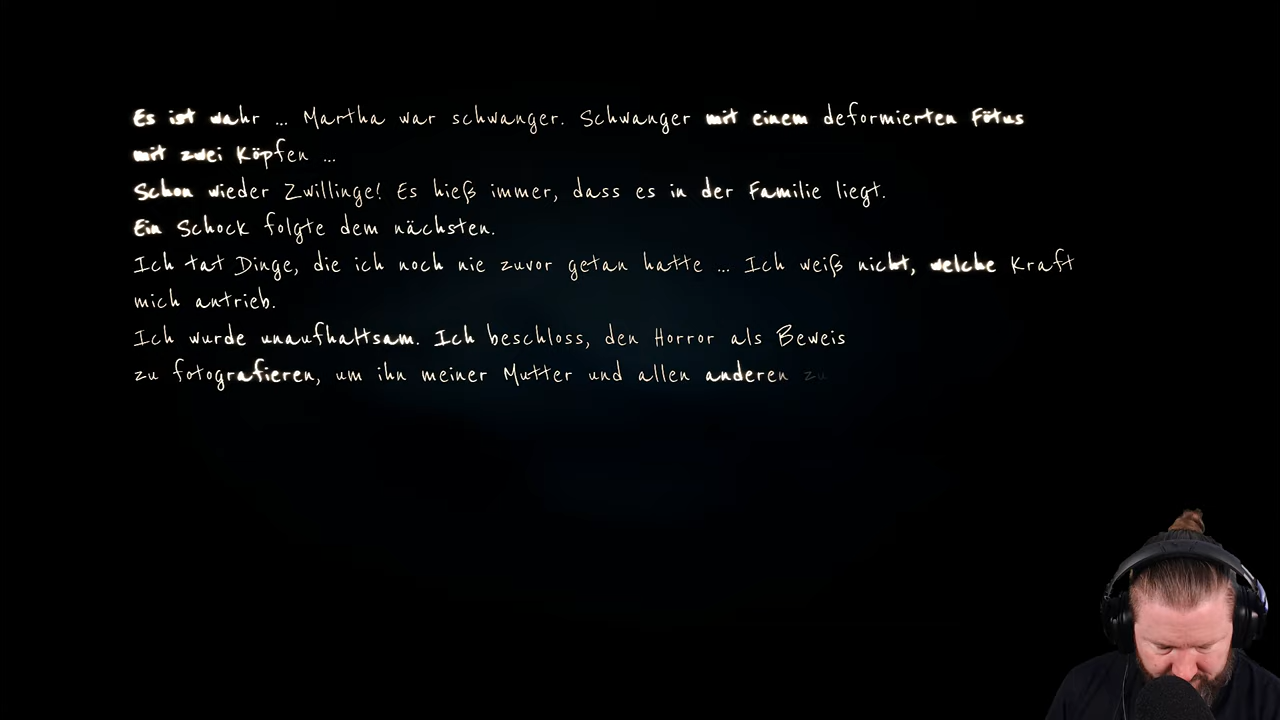 Es ist wahr ... Martha war schwanger. Schwanger mit einem deformierten Fötus
mit zwei Köpfen ...
Schon wieder Zwillinge! Es hieß immer, dass es in der Familie liegt.
Ein Schock folgte dem nächsten.
Ich tat Dinge, die ich noch nie zuvor getan hatte ... Ich weiß nicht, welche Kraft
mich antrieb.
Ich wurde unaufhaltsam. Ich beschloss, den Horror als Beweis
zu fotografieren, um ihn meiner Mutter und allen anderen zu